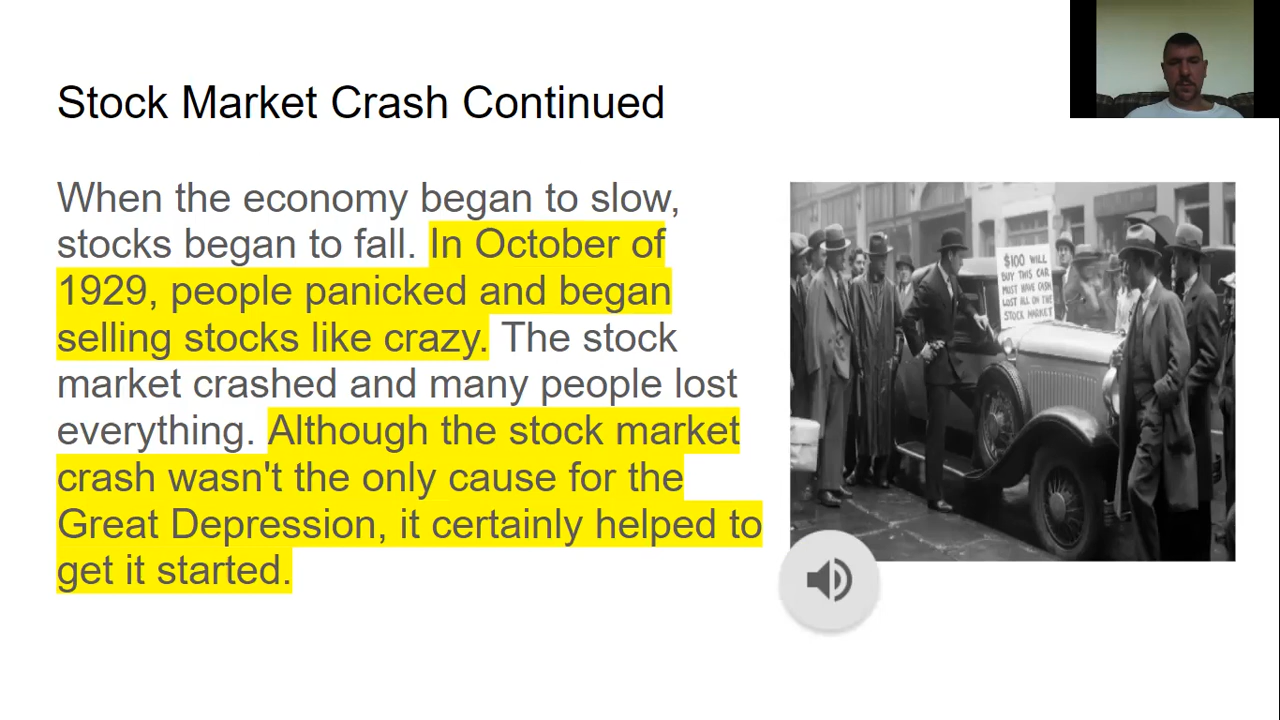 Stock Market Crash Continued
When the economy began to slow,
stocks began to fall. In October of
1929, people panicked and began
selling stocks like crazy. The stock
market crashed and many people lost
everything. Although the stock market
crash wasn't the only cause for the
Great Depression, it certainly helped to
get it started.
$100 WILL
BUY THIS CAR
MUST HAVE CASH
LOST ALL ON THE
STOCK MARKET